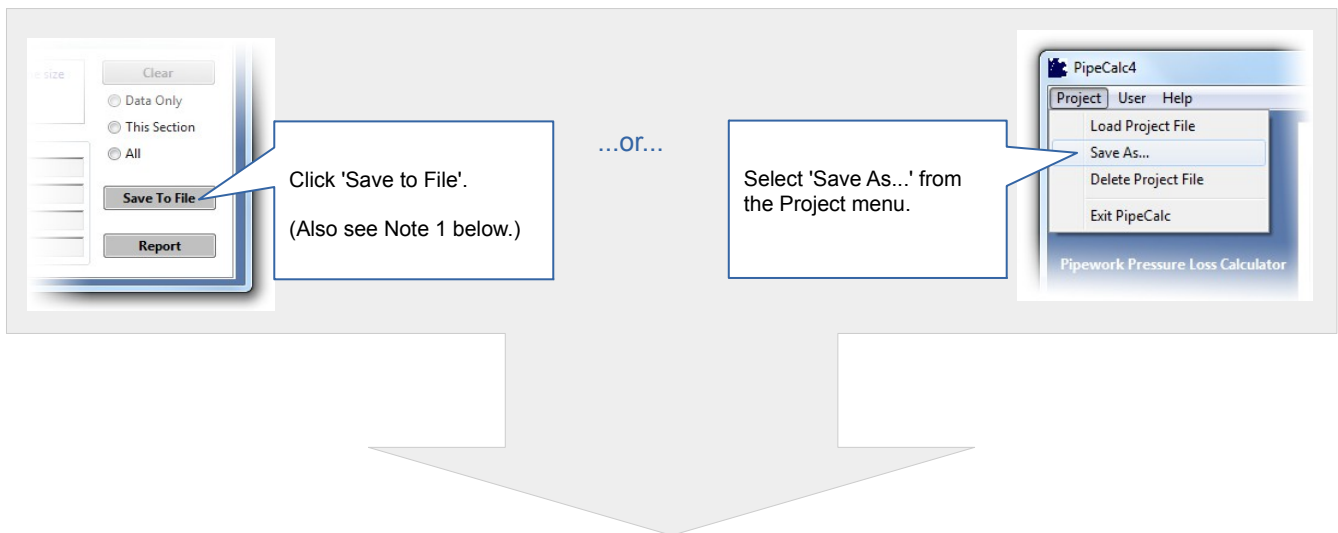 size
Clear
Data Only
This Section
All
Save To File
Report
Click 'Save to File'.
(Also see Note 1 below.)
...or...
Select 'Save As...' from
the Project menu.
PipeCalc4
Project User Help
Load Project File
Save As...
Delete Project File
Exit PipeCalc
Pipework Pressure Loss Calculator